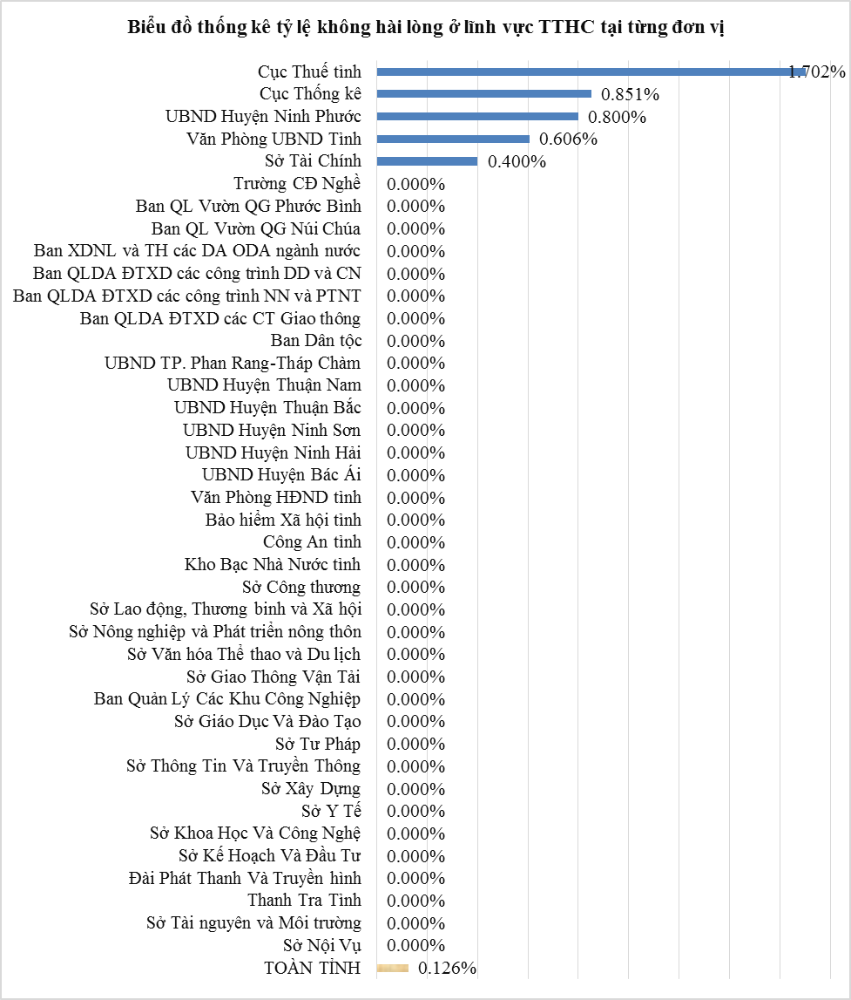 Biểu đồ thống kê tỷ lệ không hài lòng ở lĩnh vực TTHC tại từng đơn vị
Cục Thuế tỉnh 1.702%
Cục Thống kê 0.851%
UBND Huyện Ninh Phước 0.800%
Văn Phòng UBND Tỉnh 0.606%
Sở Tài Chính 0.400%
Trường CĐ Nghề 0.000%
Ban QL Vườn QG Phước Bình 0.000%
Ban QL Vườn QG Núi Chúa 0.000%
Ban XDNL và TH các DA ODA ngành nước 0.000%
Ban QLDA ĐTXD các công trình DD và CN 0.000%
Ban QLDA ĐTXD các công trình NN và PTNT 0.000%
Ban QLDA ĐTXD các CT Giao thông 0.000%
Ban Dân tộc 0.000%
UBND TP. Phan Rang-Tháp Chàm 0.000%
UBND Huyện Thuận Nam 0.000%
UBND Huyện Thuận Bắc 0.000%
UBND Huyện Ninh Sơn 0.000%
UBND Huyện Ninh Hải 0.000%
UBND Huyện Bác Ái 0.000%
Văn Phòng HĐND tỉnh 0.000%
Bảo hiểm Xã hội tỉnh 0.000%
Công An tỉnh 0.000%
Kho Bạc Nhà Nước tỉnh 0.000%
Sở Công thương 0.000%
Sở Lao động, Thương binh và Xã hội 0.000%
Sở Nông nghiệp và Phát triển nông thôn 0.000%
Sở Văn hóa Thể thao và Du lịch 0.000%
Sở Giao Thông Vận Tải 0.000%
Ban Quản Lý Các Khu Công Nghiệp 0.000%
Sở Giáo Dục Và Đào Tạo 0.000%
Sở Tư Pháp 0.000%
Sở Thông Tin Và Truyền Thông 0.000%
Sở Xây Dựng 0.000%
Sở Y Tế 0.000%
Sở Khoa Học Và Công Nghệ 0.000%
Sở Kế Hoạch Và Đầu Tư 0.000%
Đài Phát Thanh Và Truyền hình 0.000%
Thanh Tra Tỉnh 0.000%
Sở Tài nguyên và Môi trường 0.000%
Sở Nội Vụ 0.000%
TOÀN TỈNH 0.126%